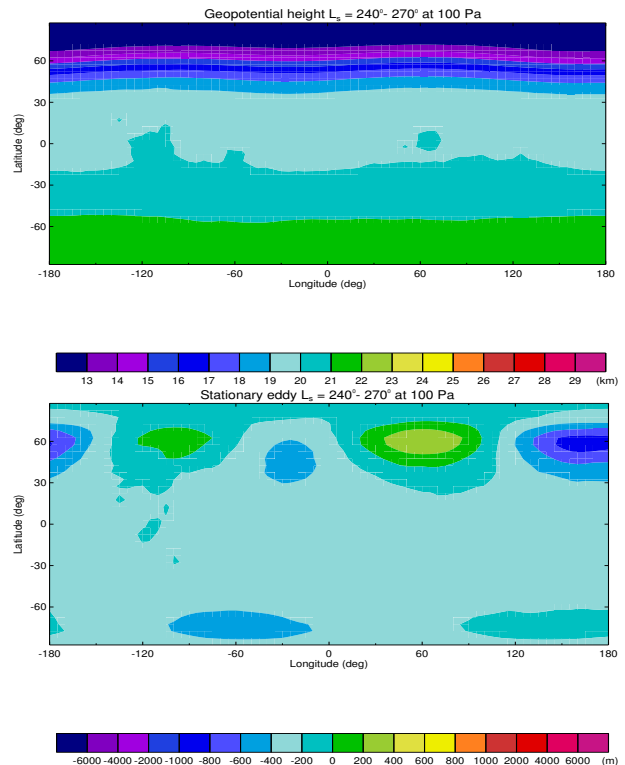 Geopotential height Ls = 240°- 270° at 100 Pa
60
30
0
-30
-60
Latitude (deg)
-180 -120 -60 0 60 120 180
Longitude (deg)
13 14 15 16 17 18 19 20 21 22 23 24 25 26 27 28 29 (km)
Stationary eddy Ls = 240°- 270° at 100 Pa
60
30
0
-60
Latitude (deg)
-180 -120 -60 0 60 120 180
Longitude (deg)
-6000 -4000 -2000 -1000 -800 -600 -400 -200 0 200 400 600 800 1000 2000 4000 6000 (m)